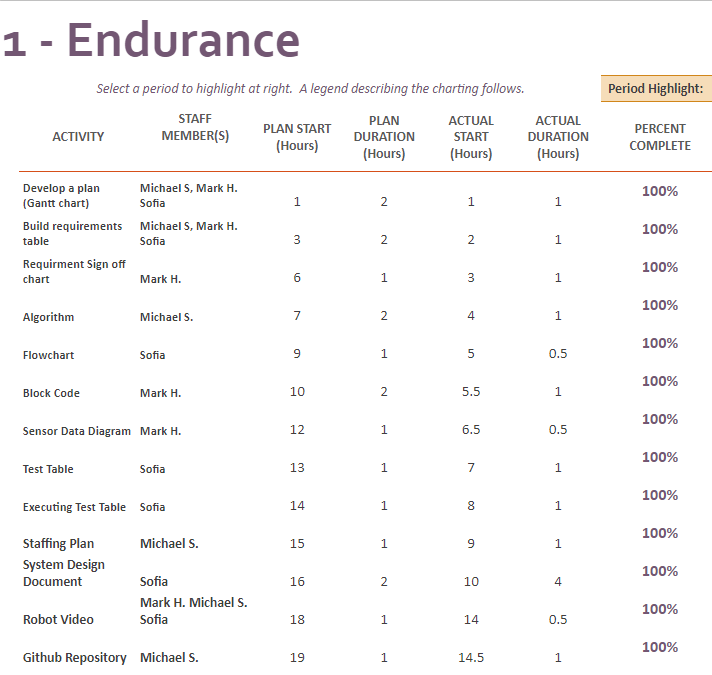 1 - Endurance
Select a period to highlight at right. A legend describing the charting follows.
Period Highlight:
ACTIVITY STAFF MEMBER(S) PLAN START (Hours) PLAN DURATION (Hours) ACTUAL START (Hours) ACTUAL DURATION (Hours) PERCENT COMPLETE
Develop a plan (Gantt chart) Michael S, Mark H. Sofia 1 2 1 1 100%
Build requirements table Michael S, Mark H. Sofia 3 2 2 1 100%
Requirment Sign off chart Mark H. 6 1 3 1 100%
Algorithm Michael S. 7 2 4 1 100%
Flowchart Sofia 9 1 5 0.5 100%
Block Code Mark H. 10 2 5.5 1 100%
Sensor Data Diagram Mark H. 12 1 6.5 0.5 100%
Test Table Sofia 13 1 7 1 100%
Executing Test Table Sofia 14 1 8 1 100%
Staffing Plan Michael S. 15 1 9 1 100%
System Design Document Sofia 16 2 10 4 100%
Robot Video Mark H. Michael S. Sofia 18 1 14 0.5 100%
Github Repository Michael S. 19 1 14.5 1 100%